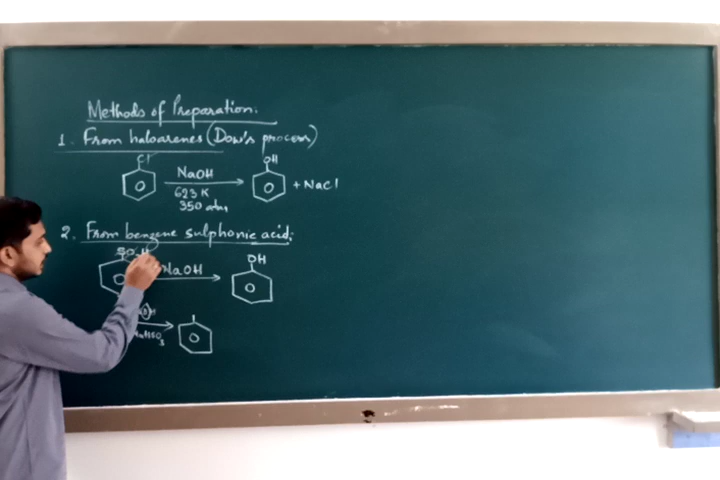 Methods of Preparation:
1. From haloarenes (Dow's process)
Cl OH
NaOH
+ NaCl
623 K
350 atm
2. From benzene sulphonic acid:
SO3H
NaOH
OH